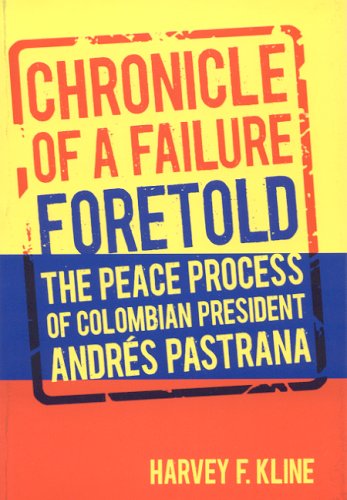 CHRONICLE
OF A FAILURE
FORETOLD
THE PEACE PROCESS
OF COLOMBIAN PRESIDENT
ANDRÉS PASTRANA
HARVEY F. KLINE